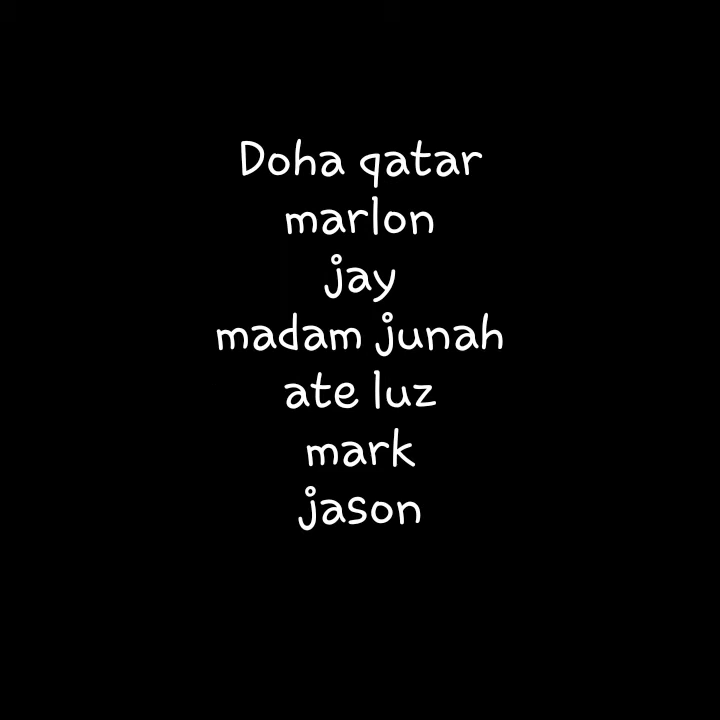 Doha qatar
marlon
jay
madam junah
ate luz
mark
jason